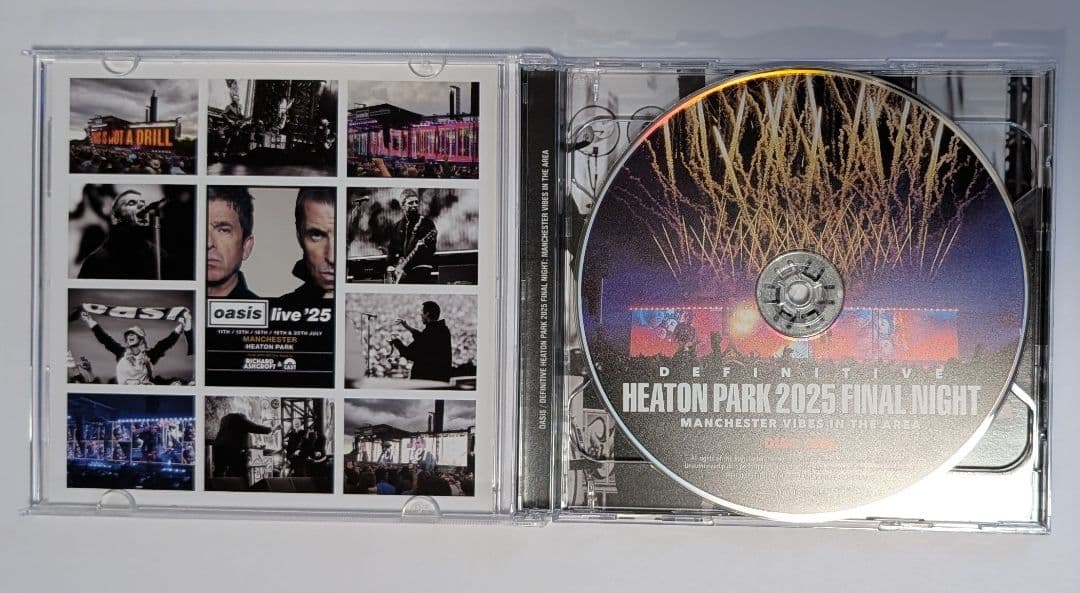 IS IS NOT A DRILL
oasis live '25
11TH / 12TH / 16TH / 19TH & 20TH JULY
MANCHESTER
HEATON PARK
RICHARD
ASHCROFT & CAST
OASIS / DEFINITIVE HEATON PARK 2025 FINAL NIGHT: MANCHESTER VIBES IN THE AREA
DEFINITIVE
HEATON PARK 2025 FINAL NIGHT
MANCHESTER VIBES IN THE AREA